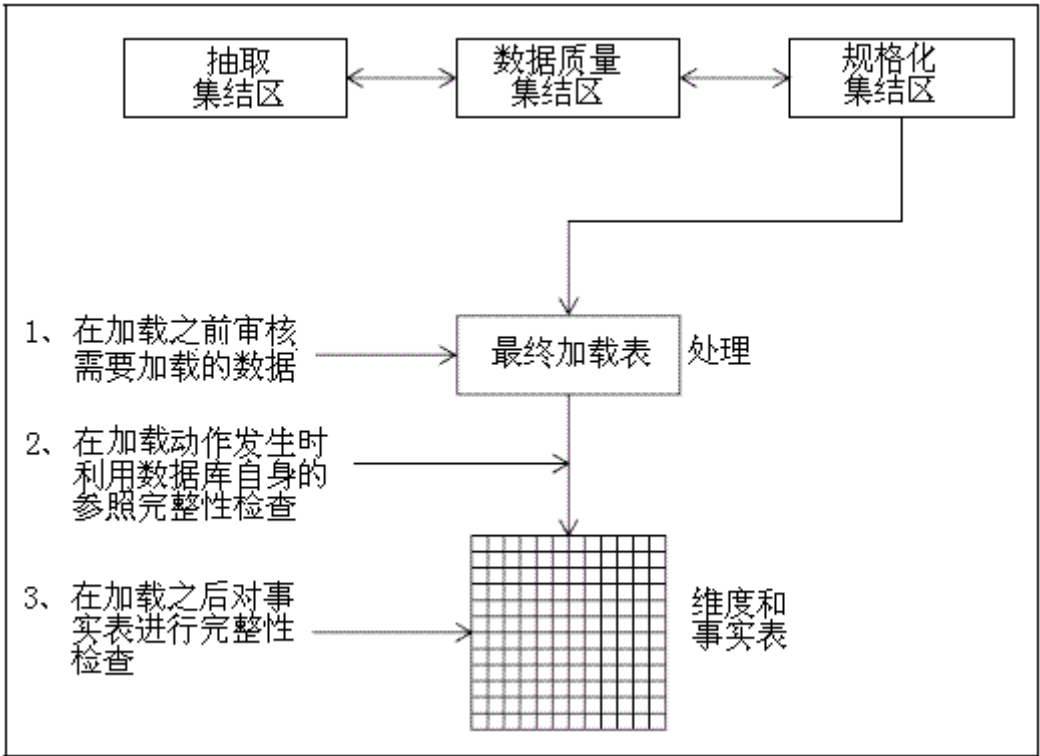 抽取
集结区
数据质量
集结区
规格化
集结区
1、在加载之前审核
需要加载的数据
最终加载表
处理
2、在加载动作发生时
利用数据库自身的
参照完整性检查
3、在加载之后对事
实表进行完整性
检查
维度和
事实表